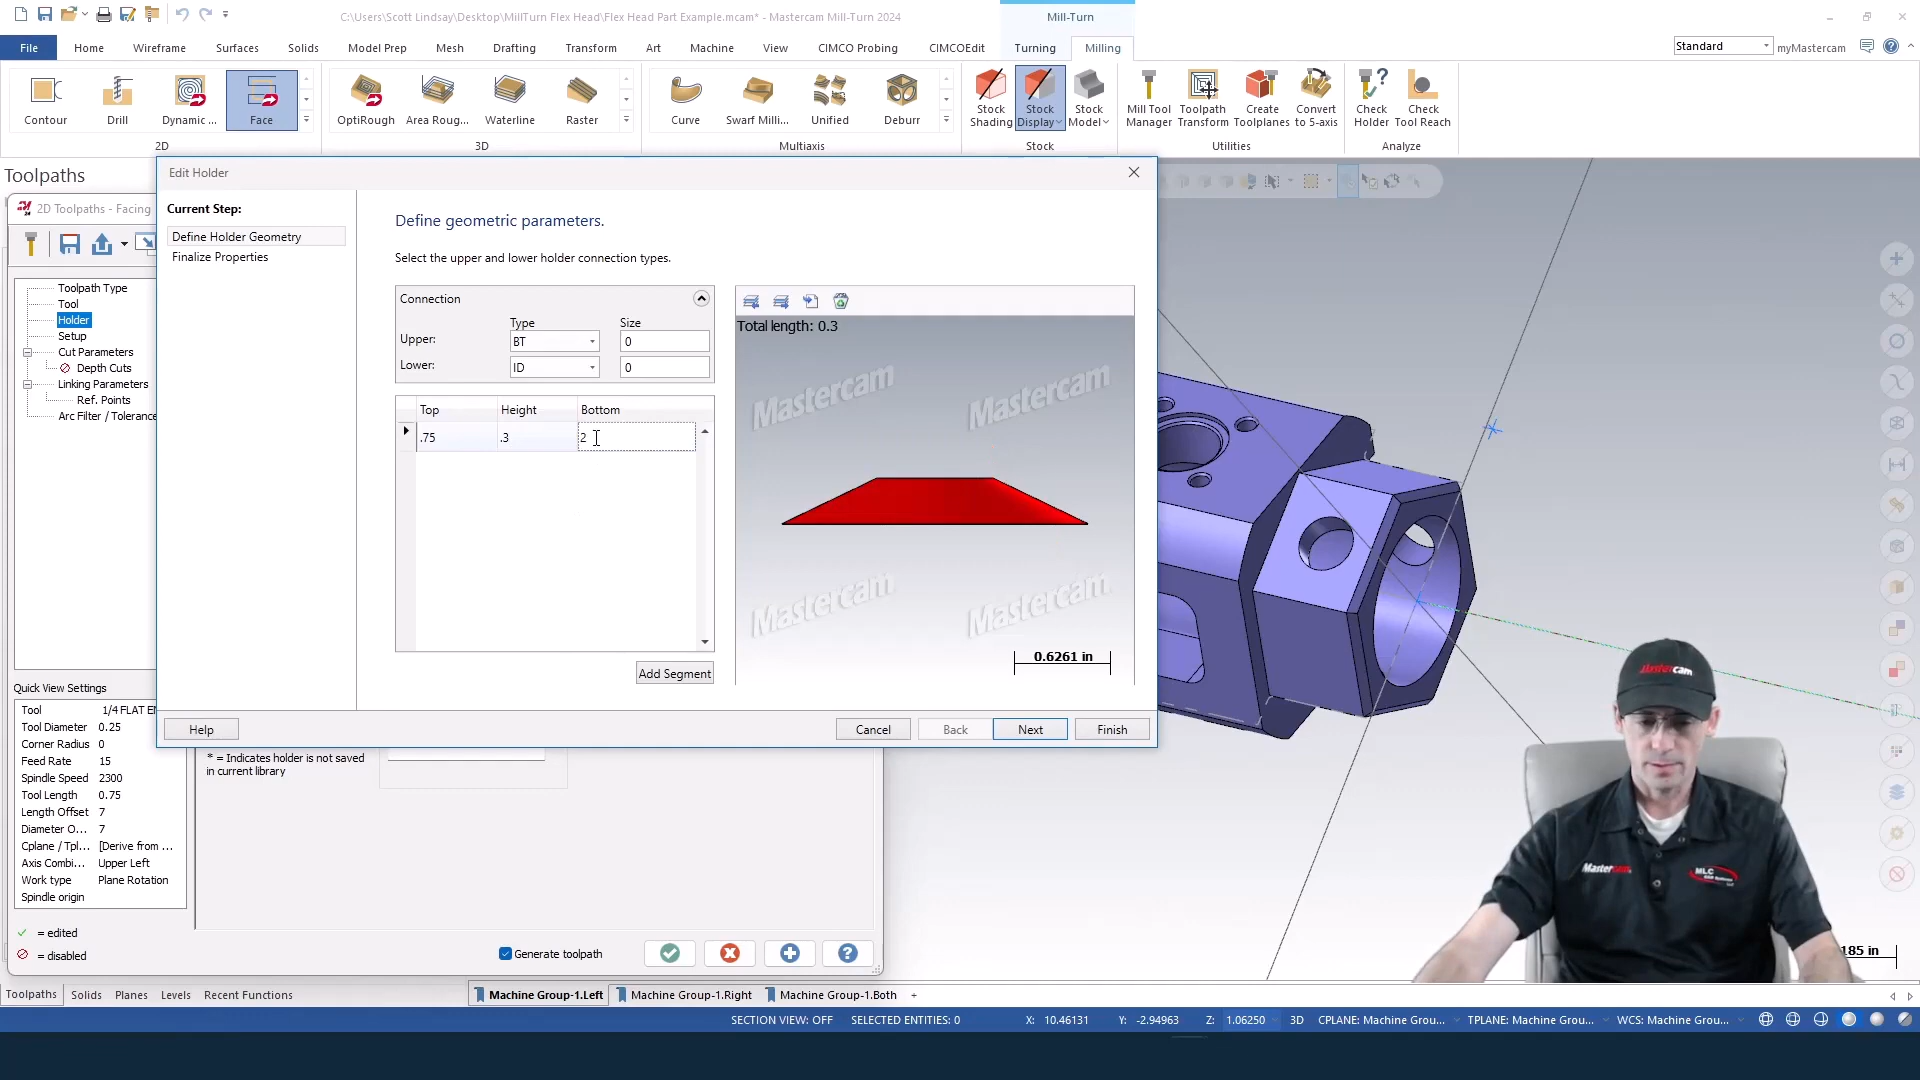 C:\Users\Scott Lindsay\Desktop\MillTurn Flex Head\Flex Head Part Example.mcam* - Mastercam Mill-Turn 2024
Mill-Turn
File Home Wireframe Surfaces Solids Model Prep Mesh Drafting Transform Art Machine View CIMCO Probing CIMCOEdit Turning Milling
Standard myMastercam
Contour Drill Dynamic ... Face OptiRough Area Roug... Waterline Raster Curve Swarf Milli... Unified Deburr
Stock Shading Stock Display Stock Model Mill Tool Manager Toolpath Transform Create Toolplanes Convert to 5-axis Check Holder Check Tool Reach
2D 3D Multiaxis Stock Utilities Analyze
Toolpaths
2D Toolpaths - Facing
Toolpath Type
Tool
Holder
Setup
Cut Parameters
Depth Cuts
Linking Parameters
Ref. Points
Arc Filter / Tolerance
Quick View Settings
Tool 1/4 FLAT EN
Tool Diameter 0.25
Corner Radius 0
Feed Rate 15
Spindle Speed 2300
Tool Length 0.75
Length Offset 7
Diameter O... 7
Cplane / Tpl... [Derive from ...
Axis Combi... Upper Left
Work type Plane Rotation
Spindle origin
= edited
= disabled
Edit Holder
Current Step:
Define Holder Geometry
Finalize Properties
Define geometric parameters.
Select the upper and lower holder connection types.
Connection
Type Size
Upper: BT 0
Lower: ID 0
Top Height Bottom
.75 .3 2
Add Segment
Total length: 0.3
Mastercam Mastercam
Mastercam Mastercam
0.6261 in
Help Cancel Back Next Finish
* = Indicates holder is not saved
in current library
Generate toolpath
Mastercam
Mastercam MLC
185 in
Toolpaths Solids Planes Levels Recent Functions
Machine Group-1.Left Machine Group-1.Right Machine Group-1.Both +
SECTION VIEW: OFF SELECTED ENTITIES: 0 X: 10.46131 Y: -2.94963 Z: 1.06250 3D CPLANE: Machine Grou... TPLANE: Machine Grou... WCS: Machine Grou...